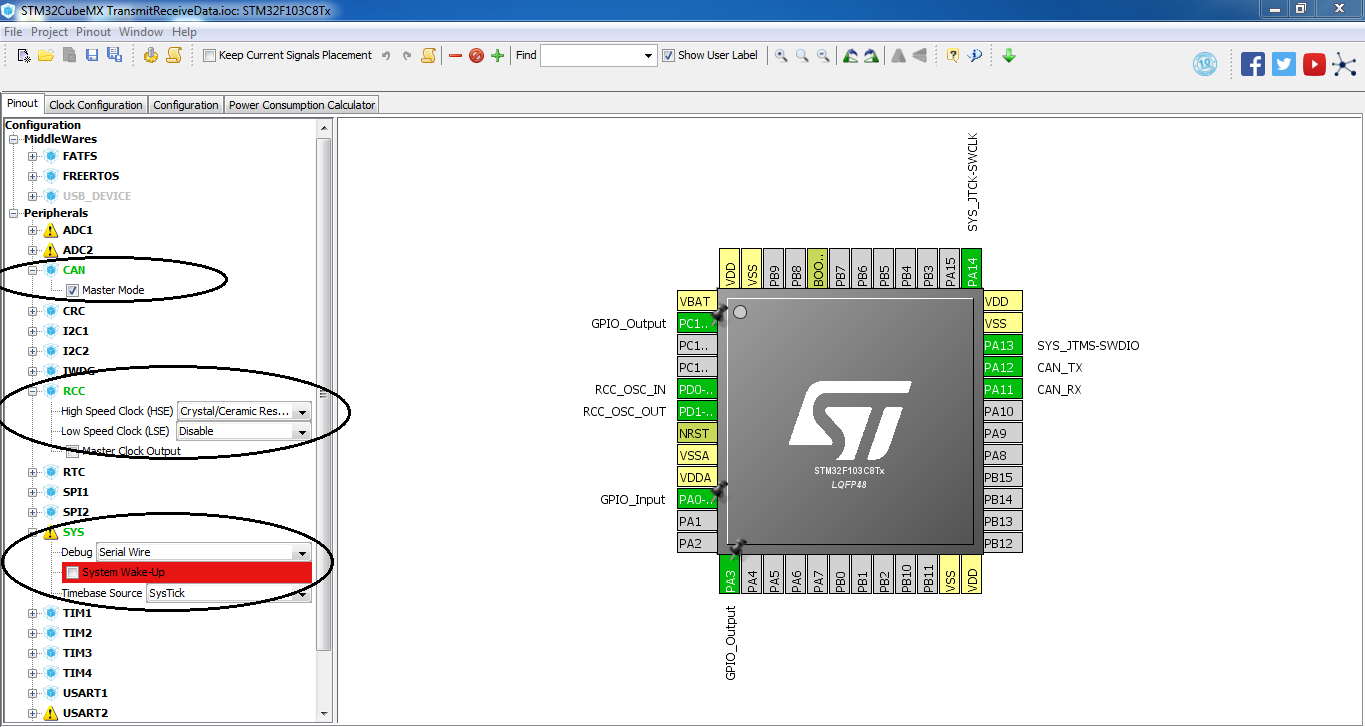 STM32CubeMX TransmitReceiveData.ioc: STM32F103C8Tx
File Project Pinout Window Help
Keep Current Signals Placement Find Show User Label
10
Pinout Clock Configuration Configuration Power Consumption Calculator
Configuration
MiddleWares
FATFS
FREERTOS
USB_DEVICE
Peripherals
ADC1
ADC2
CAN
Master Mode
CRC
I2C1
I2C2
IWDG
RCC
High Speed Clock (HSE) Crystal/Ceramic Res...
Low Speed Clock (LSE) Disable
Master Clock Output
RTC
SPI1
SPI2
SYS
Debug Serial Wire
System Wake-Up
Timebase Source SysTick
TIM1
TIM2
TIM3
TIM4
USART1
USART2
SYS_JTCK-SWCLK
VDD VSS PB9 PB8 BOO.. PB7 PB6 PB5 PB4 PB3 PA15 PA14
VBAT VDD
GPIO_Output PC1.. VSS
PC1.. PA13 SYS_JTMS-SWDIO
PC1.. PA12 CAN_TX
RCC_OSC_IN PD0-.. PA11 CAN_RX
RCC_OSC_OUT PD1-.. PA10
NRST PA9
VSSA PA8
VDDA PB15
GPIO_Input PA0-.. PB14
PA1 PB13
PA2 PB12
ST
STM32F103C8Tx
LQFP48
PA3 PA4 PA5 PA6 PA7 PB0 PB1 PB2 PB10 PB11 VSS VDD
GPIO_Output